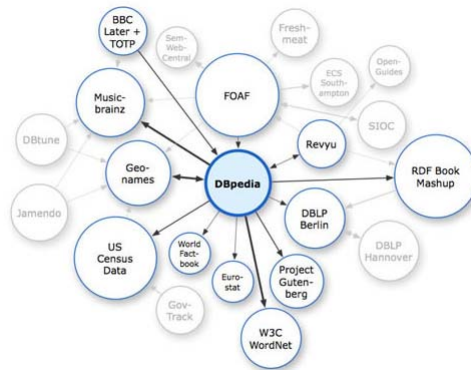 BBC
Later +
TOTP
Sem-
Web-
Central
Fresh-
meat
Open-
Guides
FOAF
ECS
South-
ampton
Music-
brainz
SIOC
DBtune
Revyu
Geo-
names
DBpedia
RDF Book
Mashup
Jamendo
DBLP
Berlin
US
Census
Data
World
Fact-
book
DBLP
Hannover
Euro-
stat
Project
Guten-
berg
Gov-
Track
W3C
WordNet